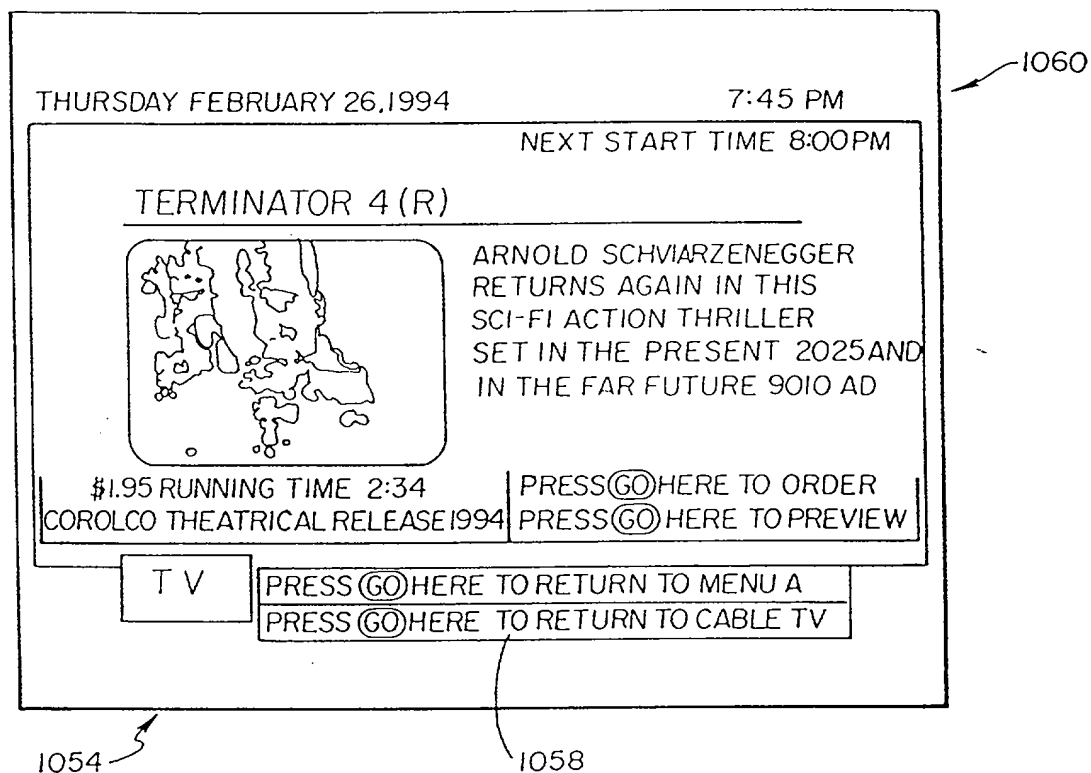 1060
THURSDAY FEBRUARY 26,1994 7:45 PM
NEXT START TIME 8:00PM
TERMINATOR 4 (R)
ARNOLD SCHVIARZENEGGER
RETURNS AGAIN IN THIS
SCI-FI ACTION THRILLER
SET IN THE PRESENT 2025AND
IN THE FAR FUTURE 9010 AD
$1.95 RUNNING TIME 2:34
COROLCO THEATRICAL RELEASE1994
PRESS GO HERE TO ORDER
PRESS GO HERE TO PREVIEW
TV
PRESS GO HERE TO RETURN TO MENU A
PRESS GO HERE TO RETURN TO CABLE TV
1054
1058